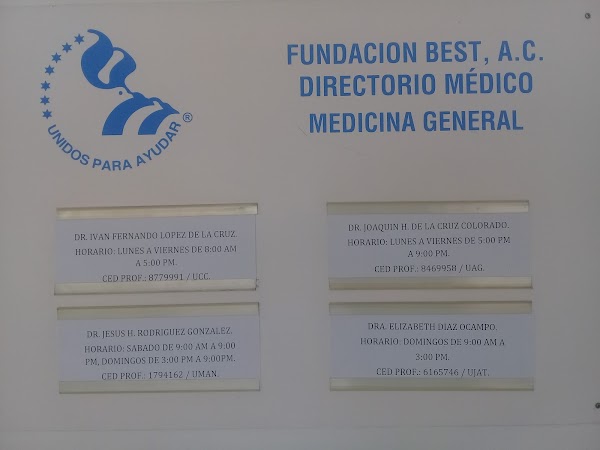 FUNDACION BEST, A.C.
DIRECTORIO MÉDICO
MEDICINA GENERAL
UNIDOS PARA AYUDAR ®
DR. IVAN FERNANDO LOPEZ DE LA CRUZ.
HORARIO: LUNES A VIERNES DE 8:00 AM
A 5:00 PM.
CED PROF.: 8779991 / UCC.
DR. JOAQUIN H. DE LA CRUZ COLORADO.
HORARIO: LUNES A VIERNES DE 5:00 PM
A 9:00 PM.
CED PROF.: 8469958 / UAG.
DR. JESUS H. RODRIGUEZ GONZALEZ.
HORARIO: SABADO DE 9:00 AM A 9:00
PM, DOMINGOS DE 3:00 PM A 9:00PM.
CED PROF.: 1794162 / UMAN.
DRA. ELIZABETH DIAZ OCAMPO.
HORARIO: DOMINGOS DE 9:00 AM A
3:00 PM.
CED PROF.: 6165746 / UJAT.